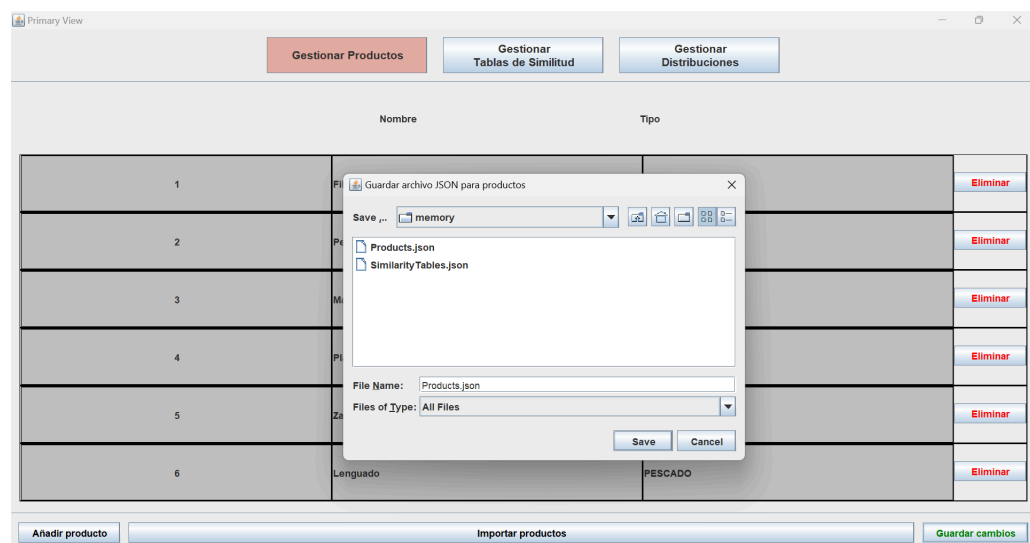 Primary View
Gestionar Productos
Gestionar
Tablas de Similitud
Gestionar
Distribuciones
Nombre Tipo
1 Eliminar
Guardar archivo JSON para productos
Save ,.. memory
2 Eliminar
Products.json
SimilarityTables.json
3 Eliminar
4 Eliminar
File Name: Products.json
Files of Type: All Files
5 Eliminar
Save Cancel
6 Lenguado PESCADO Eliminar
Añadir producto Importar productos Guardar cambios